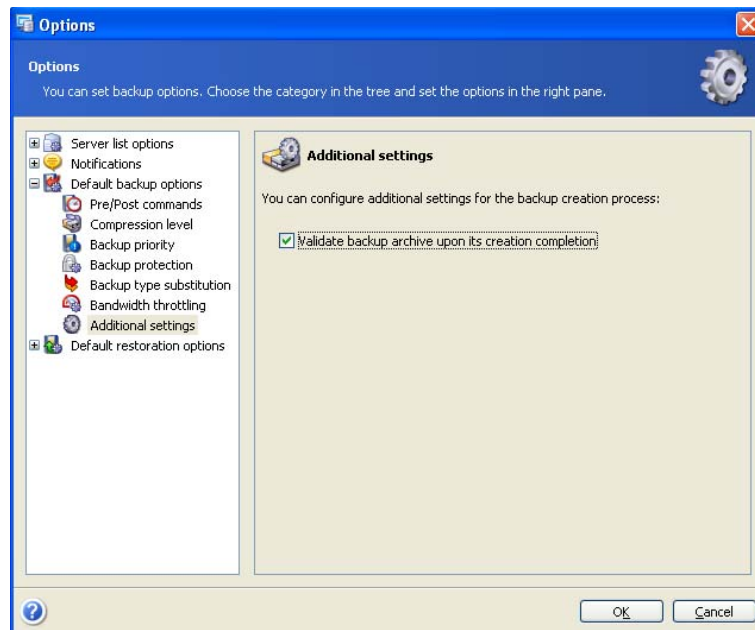 Options
Options
You can set backup options. Choose the category in the tree and set the options in the right pane.
Server list options
Notifications
Default backup options
Pre/Post commands
Compression level
Backup priority
Backup protection
Backup type substitution
Bandwidth throttling
Additional settings
Default restoration options
Additional settings
You can configure additional settings for the backup creation process:
Validate backup archive upon its creation completion
OK
Cancel